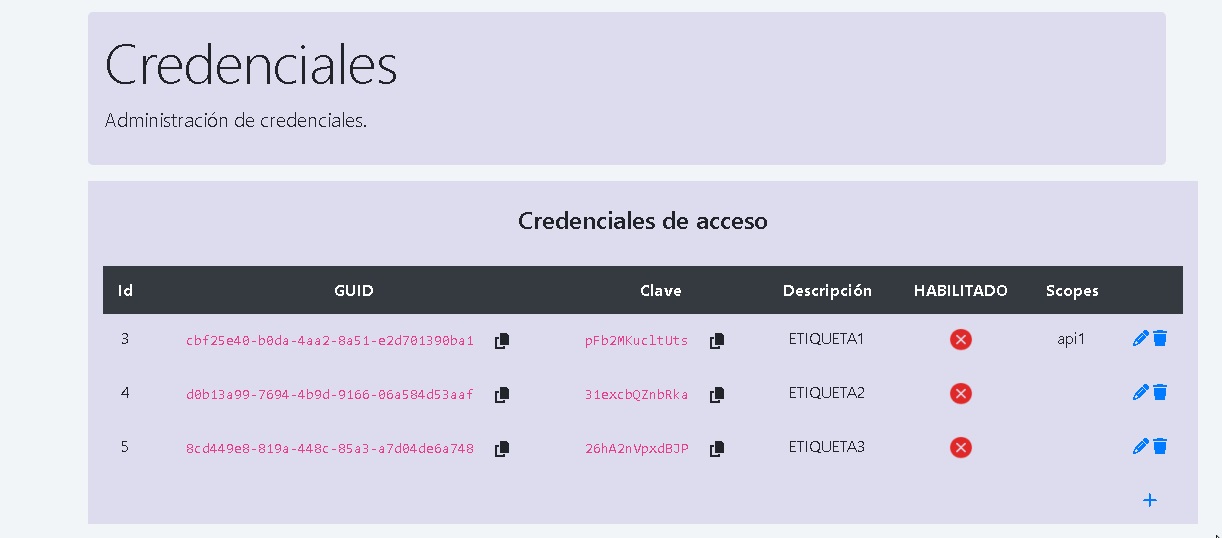 Credenciales
Administración de credenciales.
Credenciales de acceso
Id GUID Clave Descripción HABILITADO Scopes
3 cbf25e40-b0da-4aa2-8a51-e2d701390ba1 pFb2MKucltUts ETIQUETA1 api1
4 d0b13a99-7694-4b9d-9166-06a584d53aaf 31excbQZnbRka ETIQUETA2
5 8cd449e8-819a-448c-85a3-a7d04de6a748 26hA2nVpxdBJP ETIQUETA3